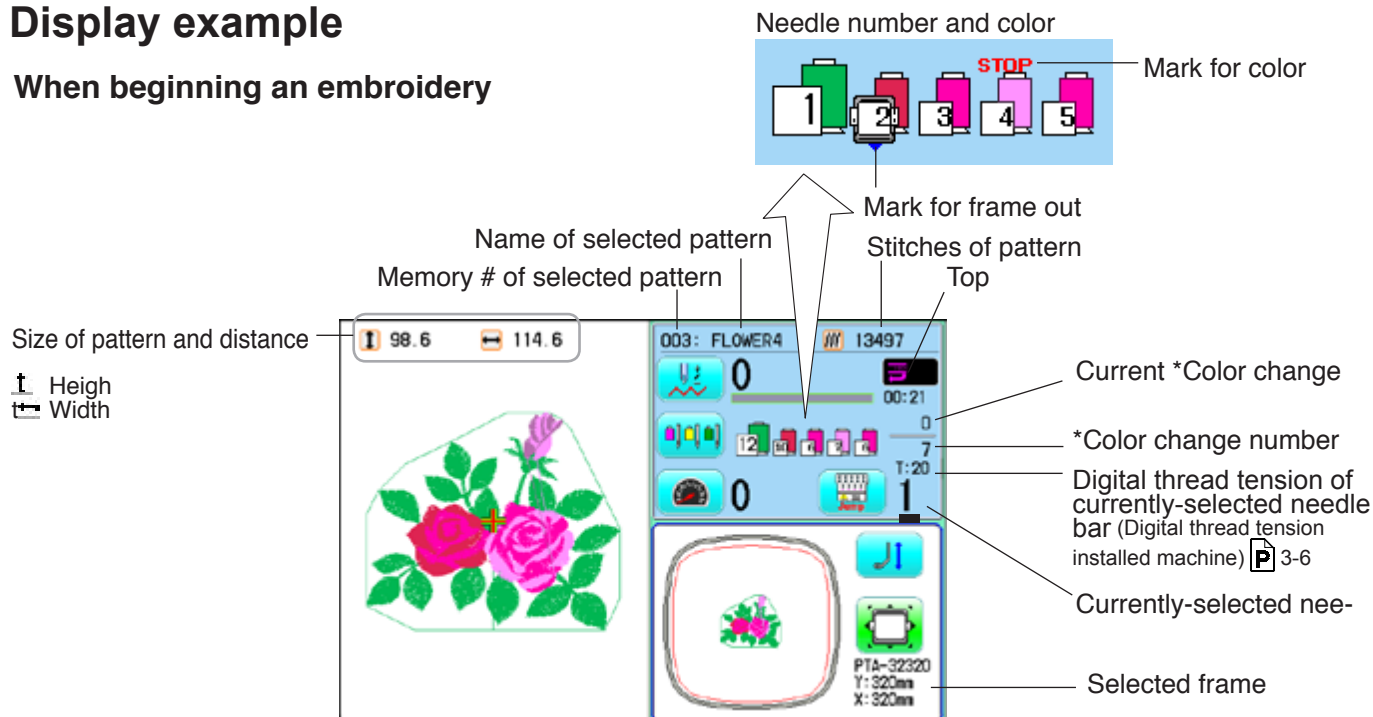 Display example
When beginning an embroidery
Needle number and color
STOP
1 2 3 4 5
Mark for color
Mark for frame out
Name of selected pattern
Stitches of pattern
Memory # of selected pattern
Top
Size of pattern and distance
98.6 114.6
003: FLOWER4 13497
Heigh
Width
0
00:21
Current *Color change
0
*Color change number
7
12
T:20
Digital thread tension of
currently-selected needle
bar (Digital thread tension
installed machine) P 3-6
0
Jump
1
Currently-selected nee-
PTA-32320
Y:320mm
X:320mm
Selected frame